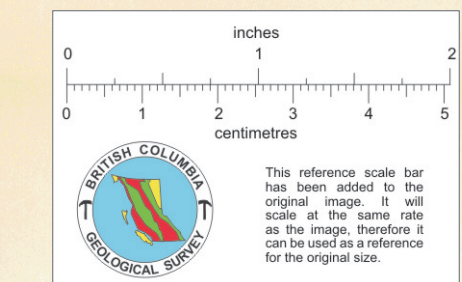 inches
0 1 2
0 1 2 3 4 5
centimetres
BRITISH COLUMBIA
GEOLOGICAL SURVEY
This reference scale bar
has been added to the
original image. It will
scale at the same rate
as the image, therefore it
can be used as a reference
for the original size.